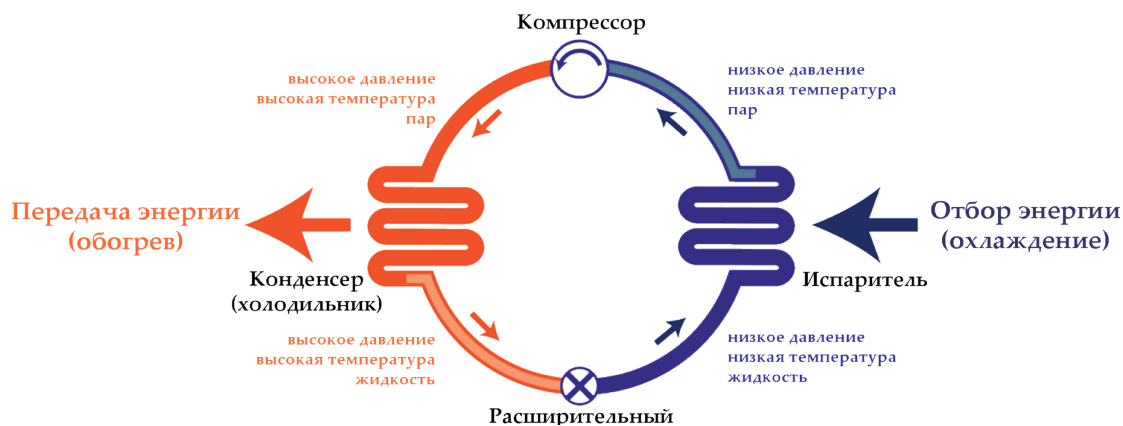 Компрессор
высокое давление
высокая температура
пар
низкое давление
низкая температура
пар
Передача энергии
(обогрев)
Отбор энергии
(охлаждение)
Конденсер
(холодильник)
Испаритель
высокое давление
высокая температура
жидкость
низкое давление
низкая температура
жидкость
Расширительный